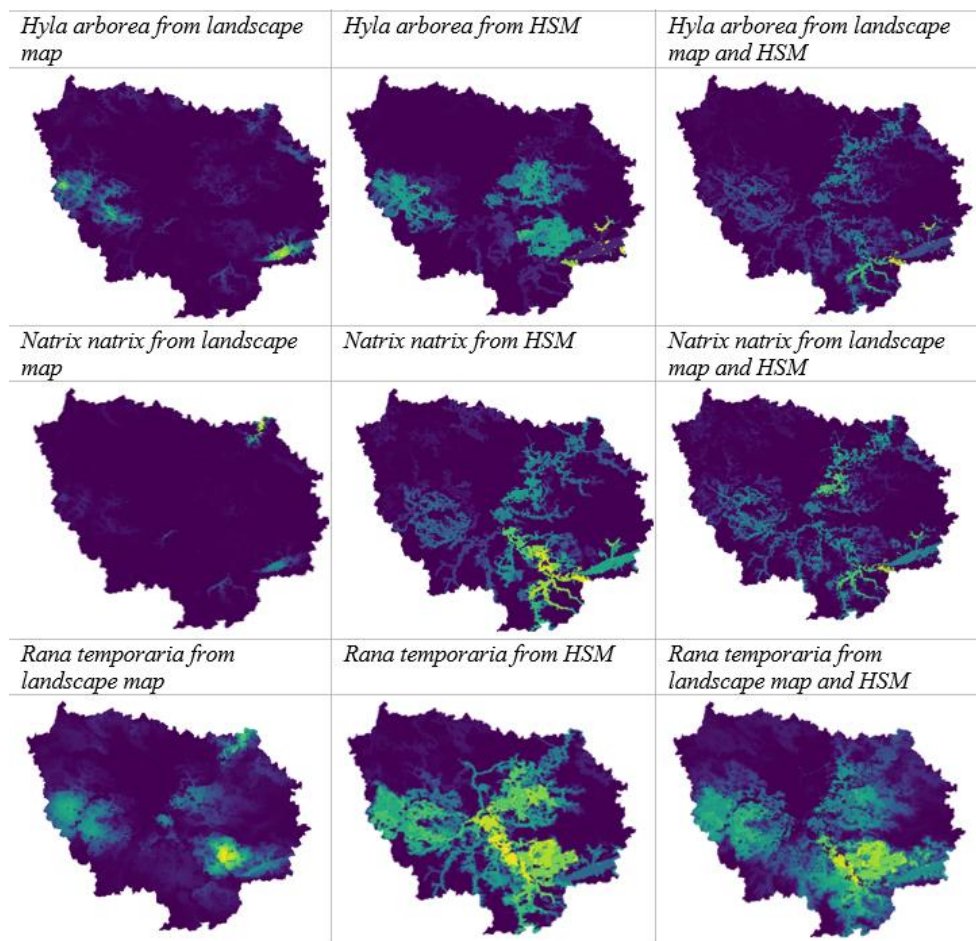 Hyla arborea from landscape
map
Hyla arborea from HSM
Hyla arborea from landscape
map and HSM
Natrix natrix from landscape
map
Natrix natrix from HSM
Natrix natrix from landscape
map and HSM
Rana temporaria from
landscape map
Rana temporaria from HSM
Rana temporaria from
landscape map and HSM